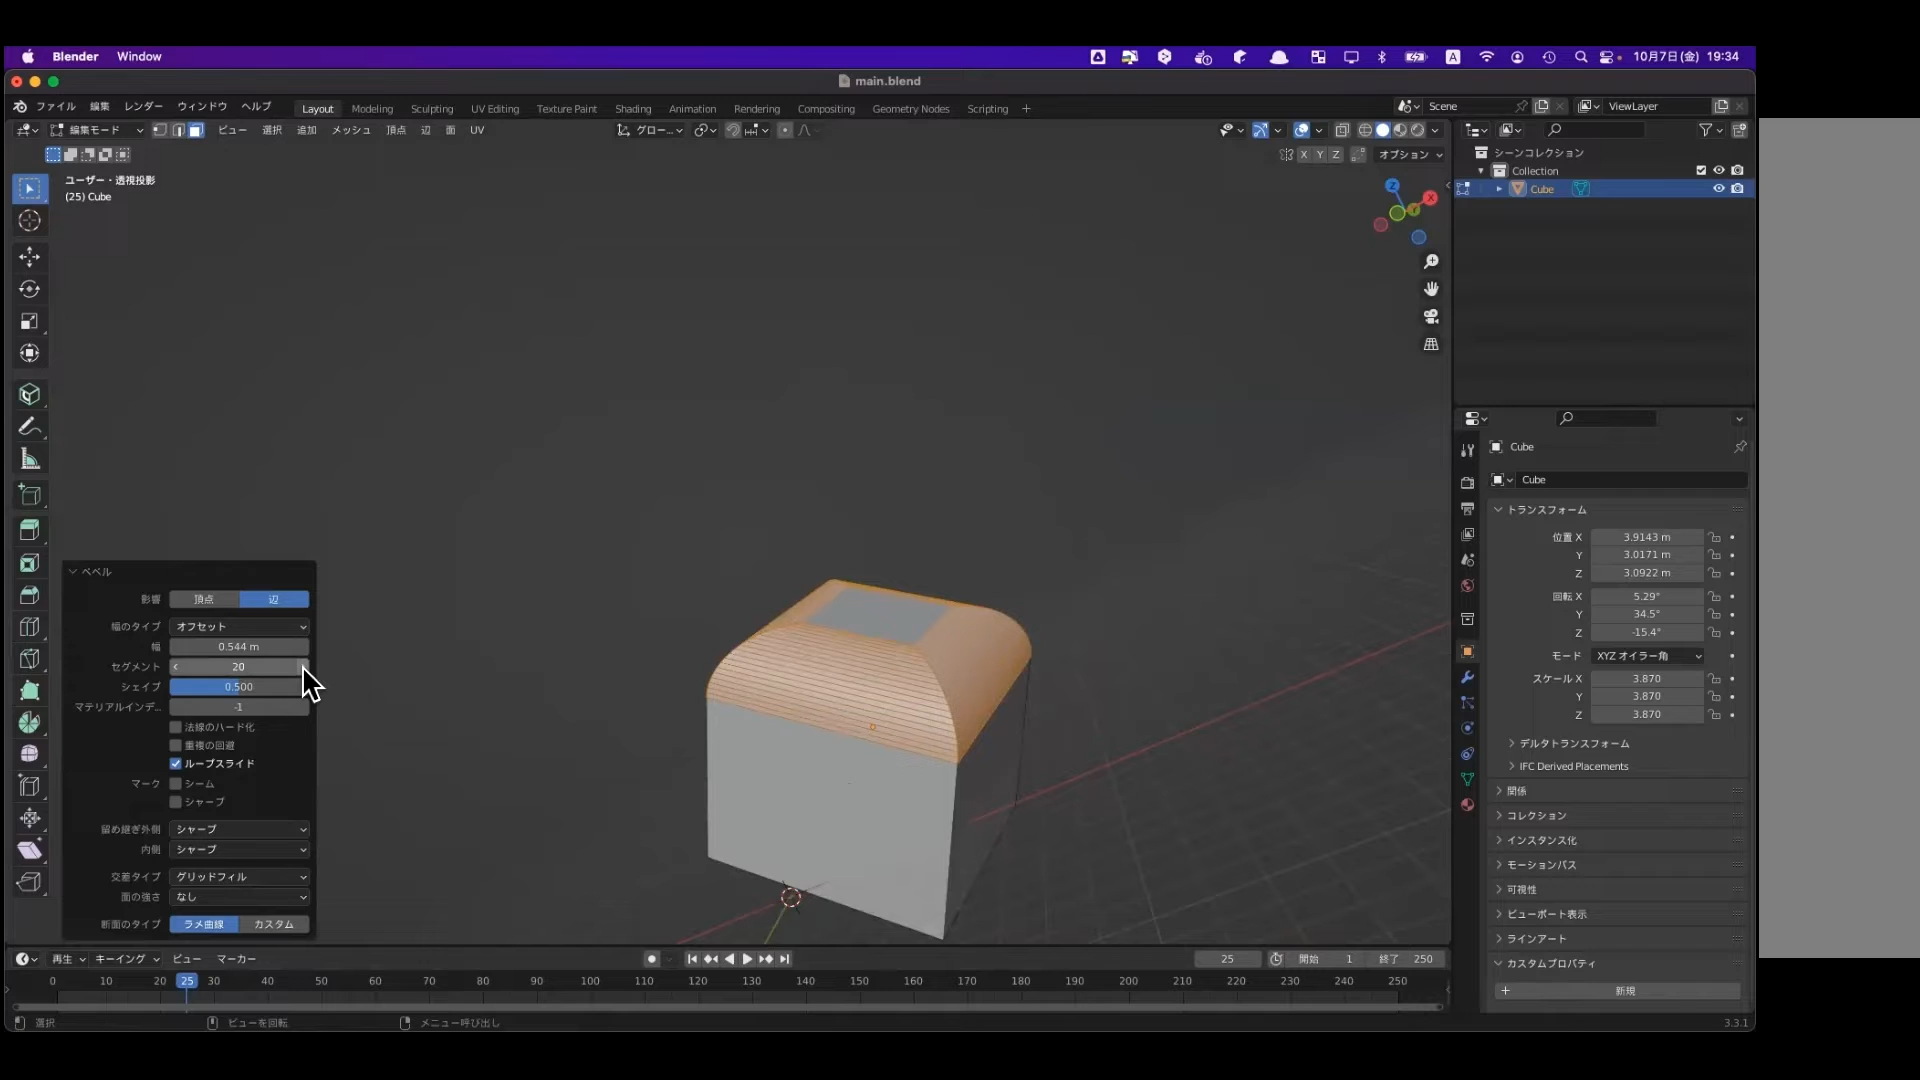 Blender Window
10月7日(金) 19:34
main.blend
ファイル 編集 レンダー ウィンドウ ヘルプ Layout Modeling Sculpting UV Editing Texture Paint Shading Animation Rendering Compositing Geometry Nodes Scripting + Scene ViewLayer
編集モード ビュー 選択 追加 メッシュ 頂点 辺 面 UV グロー...
X Y Z オプション
ユーザー・透視投影
(25) Cube
Z X Y
シーンコレクション
Collection
Cube
Cube
Cube
トランスフォーム
位置 X 3.9143 m
Y 3.0171 m
Z 3.0922 m
回転 X 5.29°
Y 34.5°
Z -15.4°
モード XYZ オイラー角
スケール X 3.870
Y 3.870
Z 3.870
デルタトランスフォーム
IFC Derived Placements
関係
コレクション
インスタンス化
モーションパス
可視性
ビューポート表示
ラインアート
カスタムプロパティ
+ 新規
ベベル
影響 頂点 辺
幅のタイプ オフセット
幅 0.544 m
セグメント 20
シェイプ 0.500
マテリアルインデ... -1
法線のハード化
重複の回避
ループスライド
マーク シーム
シャープ
留め継ぎ外側 シャープ
内側 シャープ
交差タイプ グリッドフィル
面の強さ なし
断面のタイプ ラメ曲線 カスタム
再生 キーイング ビュー マーカー 25 開始 1 終了 250
0 10 20 25 30 40 50 60 70 80 90 100 110 120 130 140 150 160 170 180 190 200 210 220 230 240 250
選択 ビューを回転 メニュー呼び出し 3.3.1